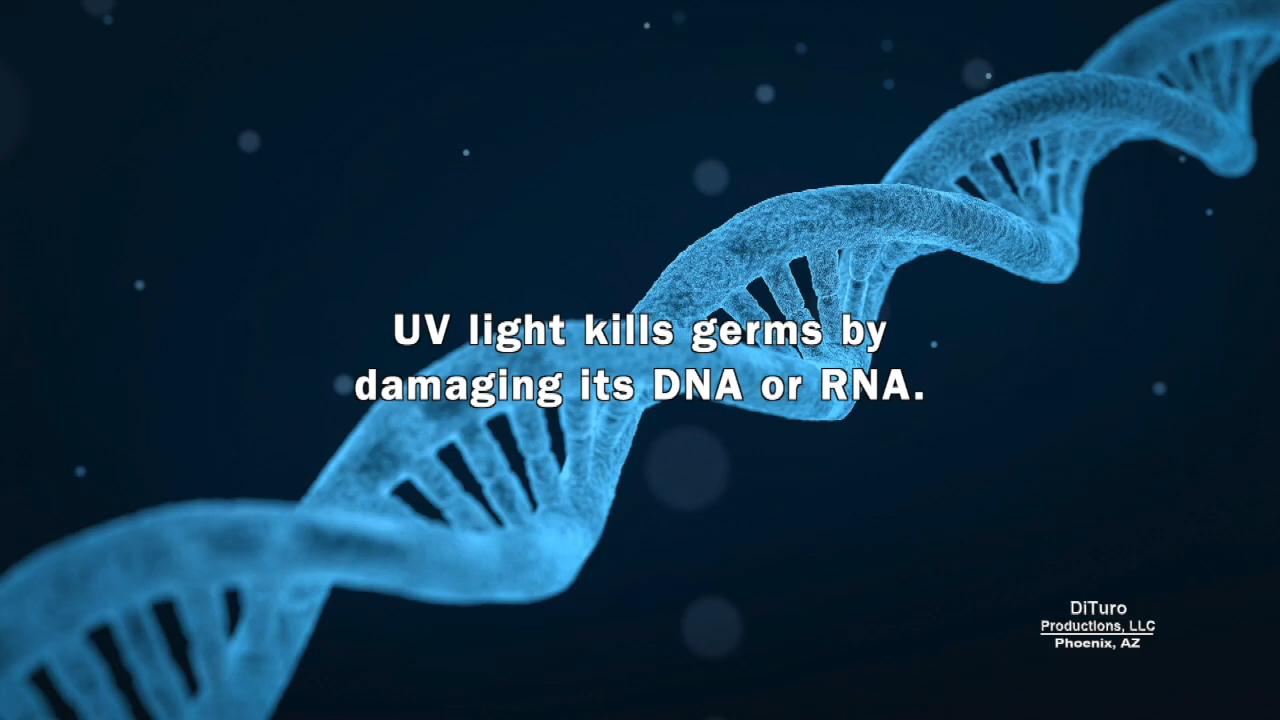 UV light kills germs by
damaging its DNA or RNA.
DiTuro
Productions, LLC
Phoenix, AZ